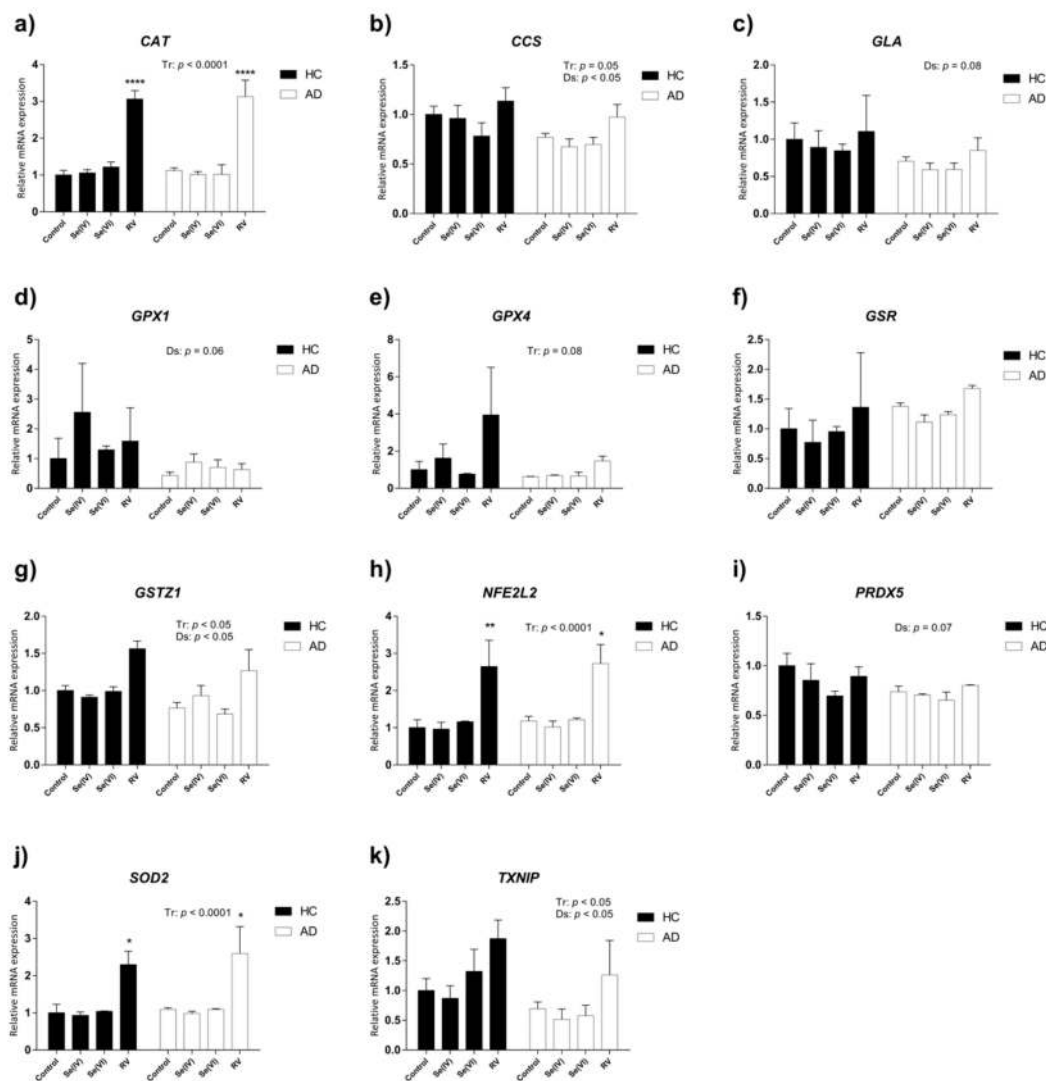 a)
CAT
Relative mRNA expression
4
3
2
1
0
Tr: p < 0.0001
****
****
HC
AD
Control
Se(IV)
Se(VI)
RV
Control
Se(IV)
Se(VI)
RV
b)
CCS
Relative mRNA expression
1.5
1.0
0.5
0.0
Tr: p = 0.05
Ds: p < 0.05
HC
AD
Control
Se(IV)
Se(VI)
RV
Control
Se(IV)
Se(VI)
RV
c)
GLA
Relative mRNA expression
2.0
1.5
1.0
0.5
0.0
Ds: p = 0.08
HC
AD
Control
Se(IV)
Se(VI)
RV
Control
Se(IV)
Se(VI)
RV
d)
GPX1
Relative mRNA expression
5
4
3
2
1
0
Ds: p = 0.06
HC
AD
Control
Se(IV)
Se(VI)
RV
Control
Se(IV)
Se(VI)
RV
e)
GPX4
Relative mRNA expression
8
6
4
2
0
Tr: p = 0.08
HC
AD
Control
Se(IV)
Se(VI)
RV
Control
Se(IV)
Se(VI)
RV
f)
GSR
Relative mRNA expression
2.5
2.0
1.5
1.0
0.5
0.0
HC
AD
Control
Se(IV)
Se(VI)
RV
Control
Se(IV)
Se(VI)
RV
g)
GSTZ1
Relative mRNA expression
2.0
1.5
1.0
0.5
0.0
Tr: p < 0.05
Ds: p < 0.05
HC
AD
Control
Se(IV)
Se(VI)
RV
Control
Se(IV)
Se(VI)
RV
h)
NFE2L2
Relative mRNA expression
4
3
2
1
0
**
Tr: p < 0.0001
*
HC
AD
Control
Se(IV)
Se(VI)
RV
Control
Se(IV)
Se(VI)
RV
i)
PRDX5
Relative mRNA expression
1.5
1.0
0.5
0.0
Ds: p = 0.07
HC
AD
Control
Se(IV)
Se(VI)
RV
Control
Se(IV)
Se(VI)
RV
j)
SOD2
Relative mRNA expression
4
3
2
1
0
*
Tr: p < 0.0001
*
HC
AD
Control
Se(IV)
Se(VI)
RV
Control
Se(IV)
Se(VI)
RV
k)
TXNIP
Relative mRNA expression
2.5
2.0
1.5
1.0
0.5
0.0
Tr: p < 0.05
Ds: p < 0.05
HC
AD
Control
Se(IV)
Se(VI)
RV
Control
Se(IV)
Se(VI)
RV